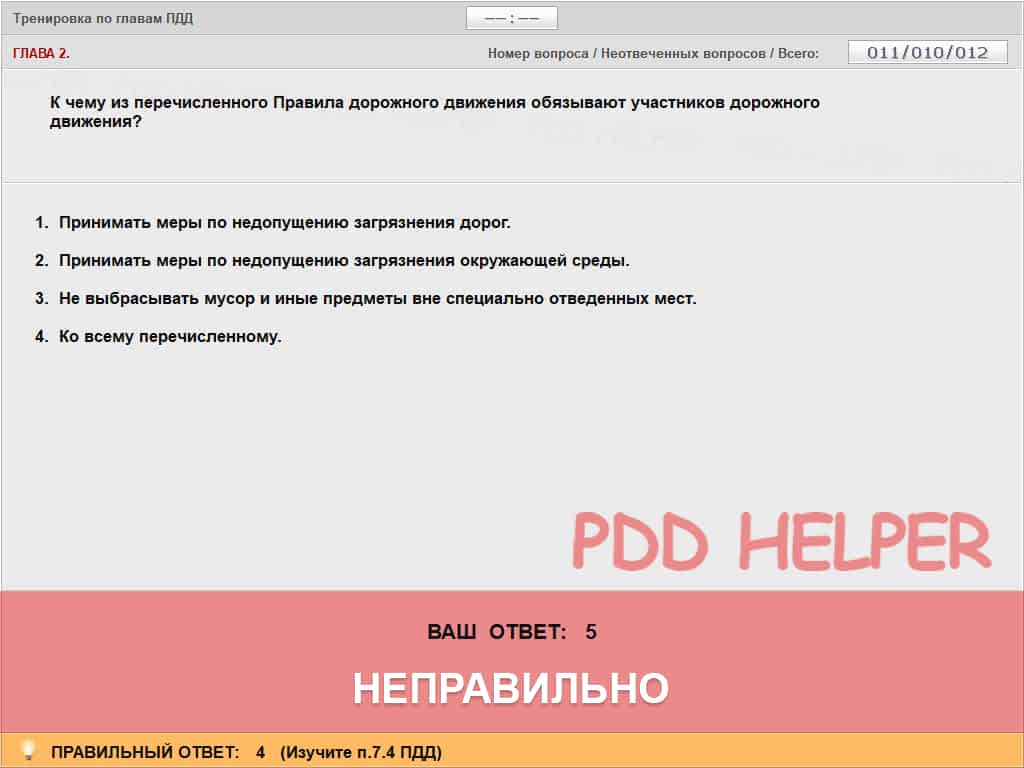 Тренировка по главам ПДД
–– : ––
ГЛАВА 2.
Номер вопроса / Неотвеченных вопросов / Всего:
011/010/012
К чему из перечисленного Правила дорожного движения обязывают участников дорожного
движения?
1. Принимать меры по недопущению загрязнения дорог.
2. Принимать меры по недопущению загрязнения окружающей среды.
3. Не выбрасывать мусор и иные предметы вне специально отведенных мест.
4. Ко всему перечисленному.
PDD HELPER
ВАШ ОТВЕТ: 5
НЕПРАВИЛЬНО
ПРАВИЛЬНЫЙ ОТВЕТ: 4 (Изучите п.7.4 ПДД)